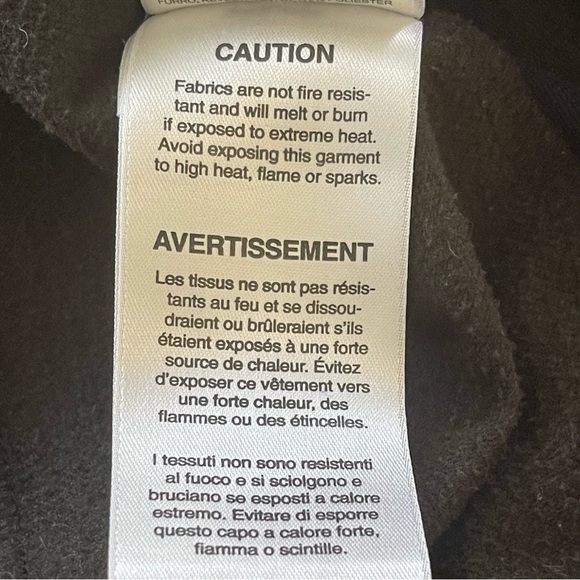 CAUTION
Fabrics are not fire resis-
tant and will melt or burn
if exposed to extreme heat.
Avoid exposing this garment
to high heat, flame or sparks.
AVERTISSEMENT
Les tissus ne sont pas résis-
tants au feu et se dissou-
draient ou brûleraient s'ils
étaient exposés à une forte
source de chaleur. Évitez
d'exposer ce vêtement vers
une forte chaleur, des
flammes ou des étincelles.
I tessuti non sono resistenti
al fuoco e si sciolgono e
bruciano se esposti a calore
estremo. Evitare di esporre
questo capo a calore forte,
fiamma o scintille.